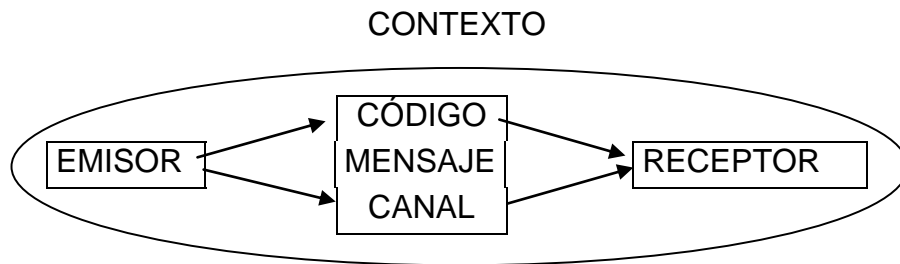 CONTEXTO
CÓDIGO
EMISOR MENSAJE RECEPTOR
CANAL